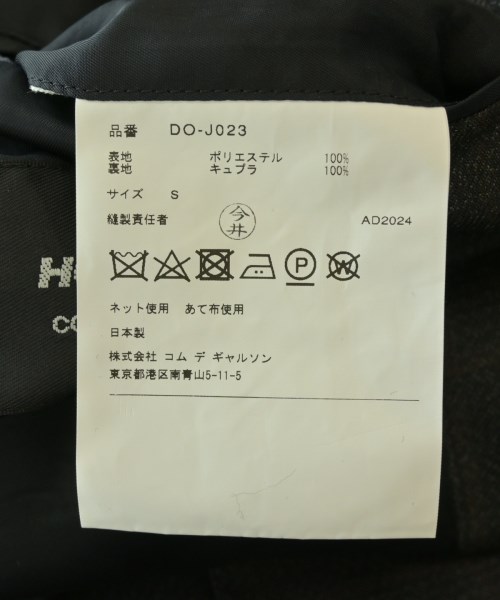 品番 DO-J023
表地 ポリエステル 100%
裏地 キュプラ 100%
サイズ S
縫製責任者 今井 AD2024
P W
ネット使用 あて布使用
日本製
株式会社 コム デ ギャルソン
東京都港区南青山5-11-5
H
CO